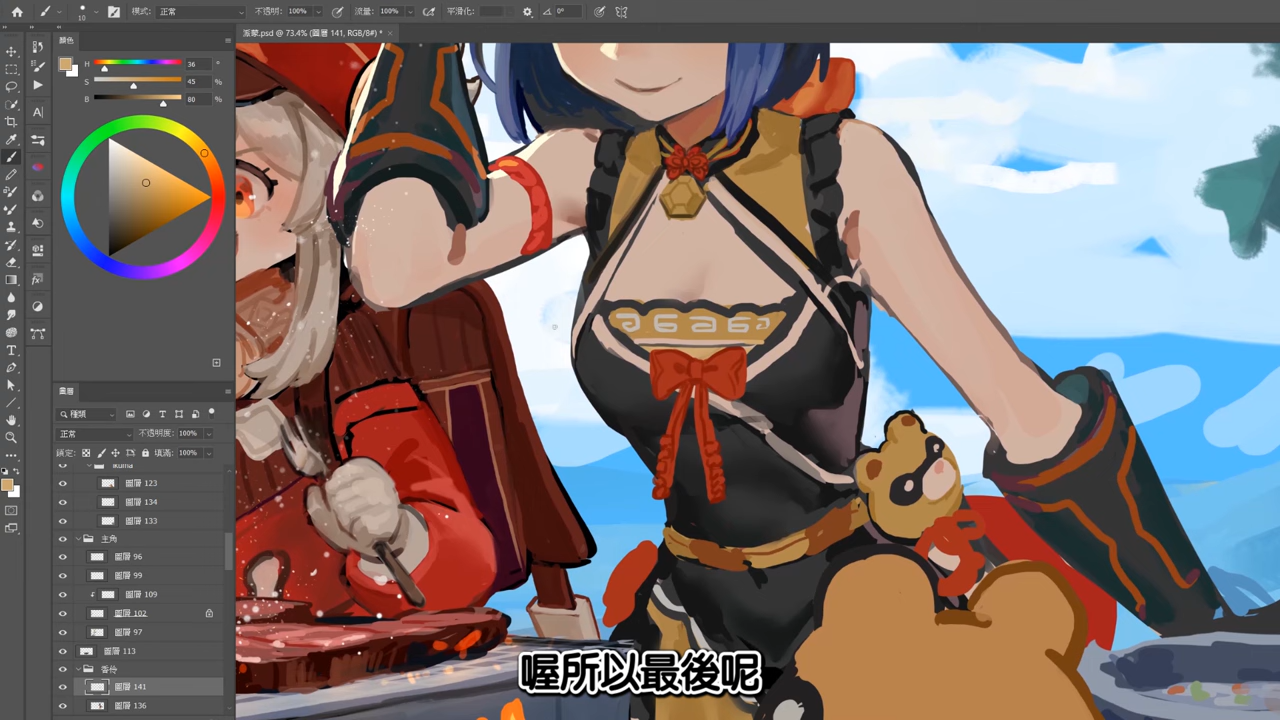 10 模式: 正常 不透明: 100% 流量: 100% 平滑化: 0°
派蒙.psd @ 73.4% (圖層 141, RGB/8#) *
顏色
H 36 °
S 45 %
B 80 %
圖層
種類
正常 不透明度: 100%
鎖定: 填滿: 100%
圖層 123
圖層 134
圖層 133
主角
圖層 96
圖層 99
圖層 109
圖層 102
圖層 97
圖層 113
香伶
圖層 141
圖層 136
喔所以最後呢